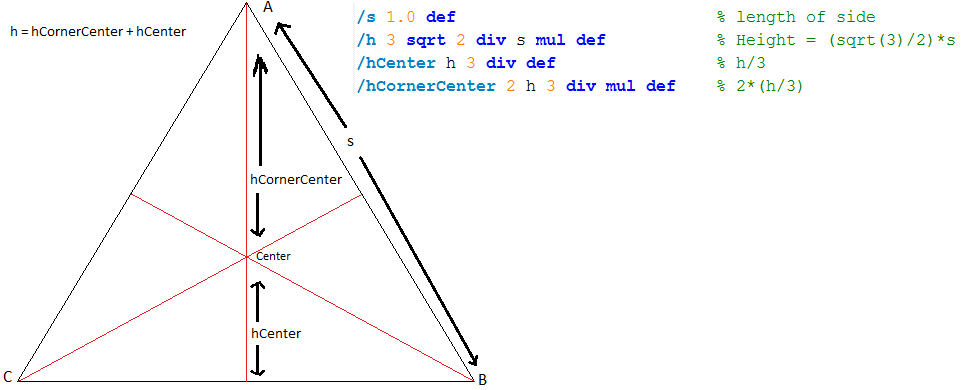 A
h = hCornerCenter + hCenter
/s 1.0 def % length of side
/h 3 sqrt 2 div s mul def % Height = (sqrt(3)/2)*s
/hCenter h 3 div def % h/3
/hCornerCenter 2 h 3 div mul def % 2*(h/3)
s
hCornerCenter
Center
hCenter
C
B